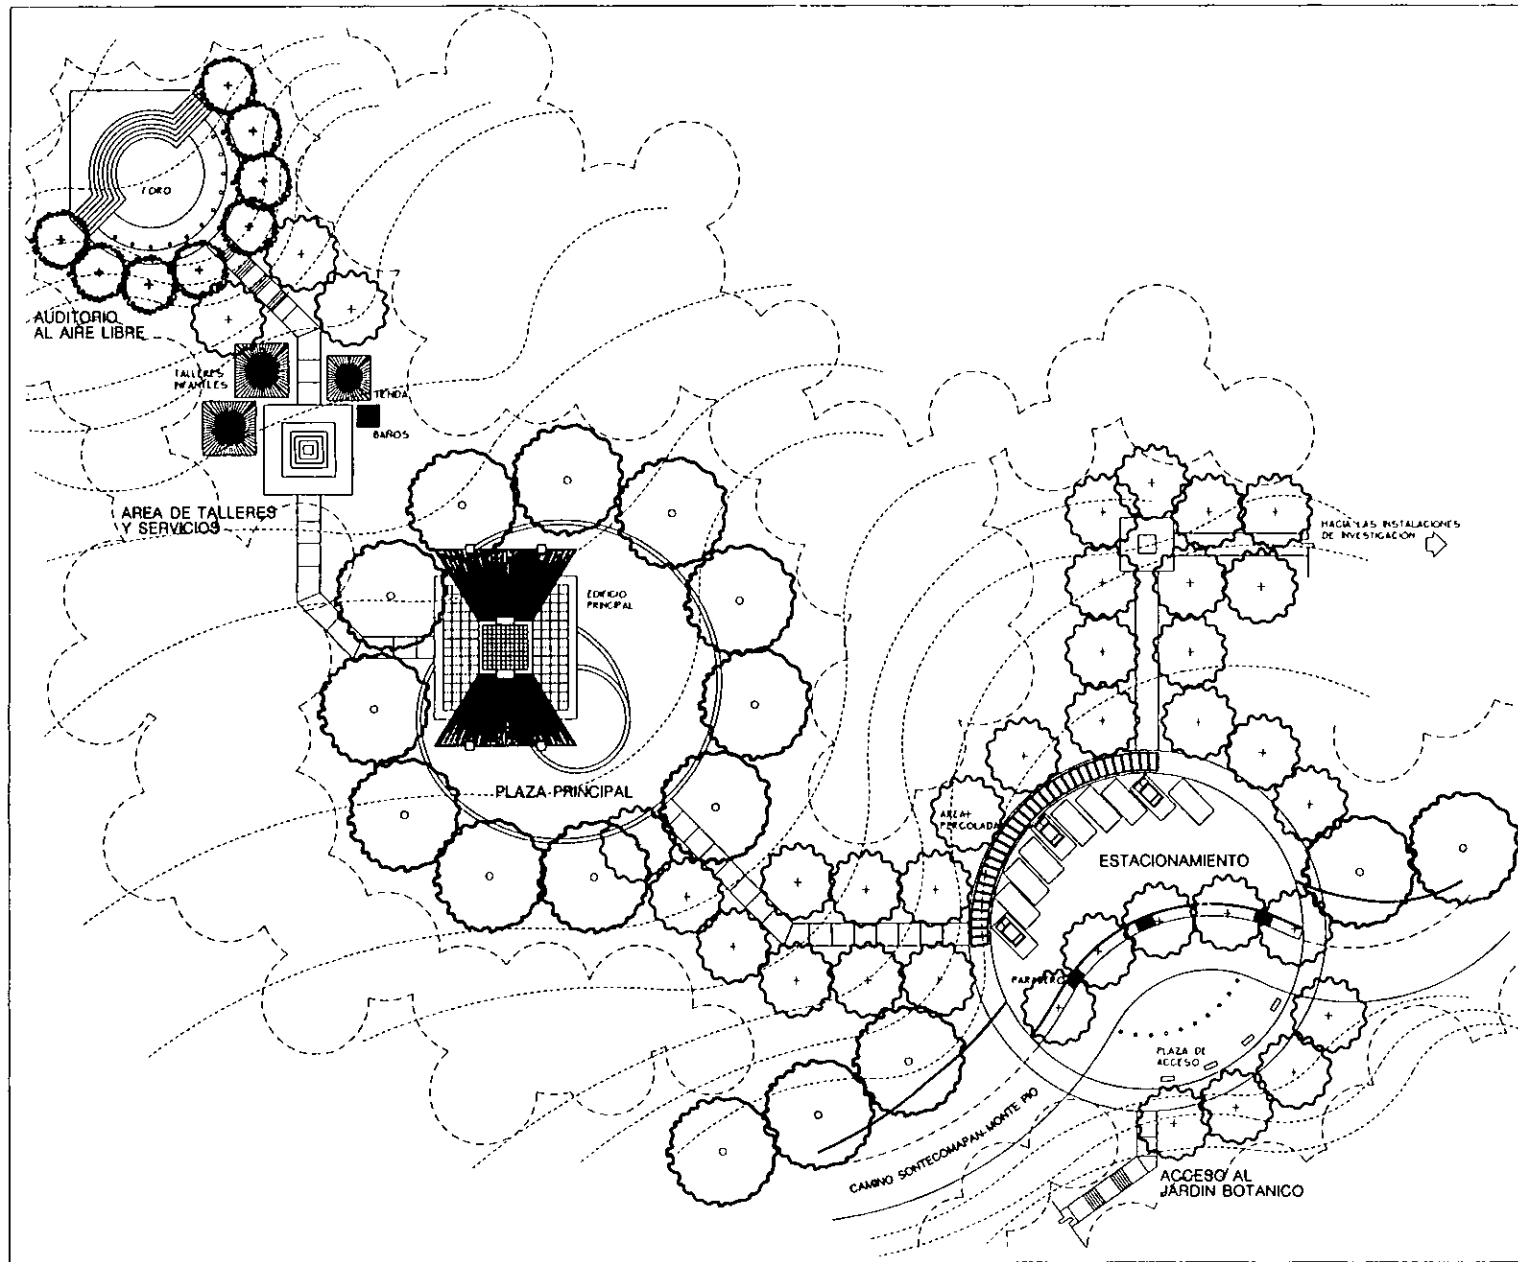 FORO
AUDITORIO
AL AIRE LIBRE
TALLERES
INFANTILES
TIENDA
BAÑOS
AREA DE TALLERES
Y SERVICIOS
EDIFICIO
PRINCIPAL
PLAZA PRINCIPAL
HACIA LAS INSTALACIONES
DE INVESTIGACION
AREA
PERGOLADA
ESTACIONAMIENTO
PARADERO
PLAZA DE
ACCESO
CAMINO SONTECOMAPAN-MONTE PIO
ACCESO AL
JARDIN BOTANICO